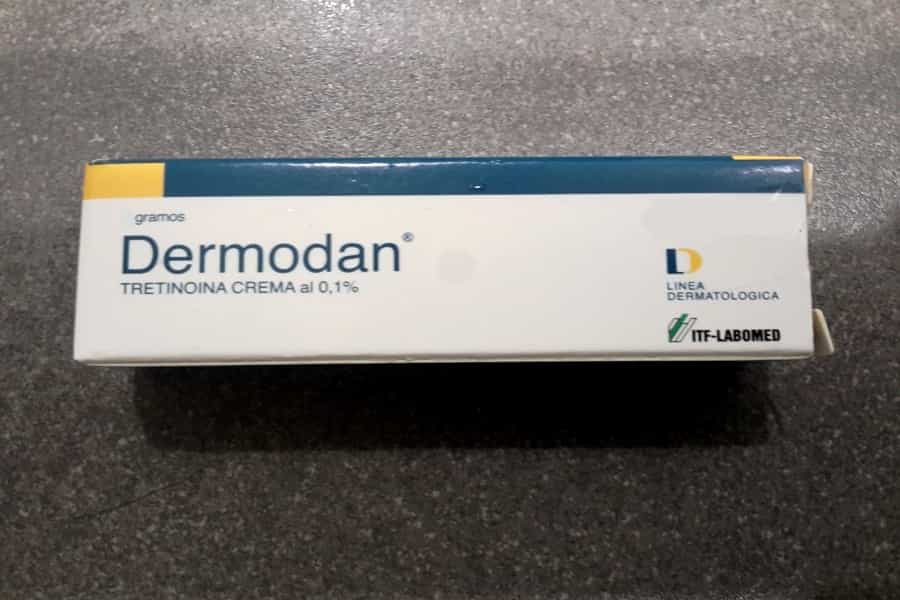 gramos
Dermodan®
TRETINOINA CREMA al 0,1%
LINEA
DERMATOLOGICA
ITF-LABOMED